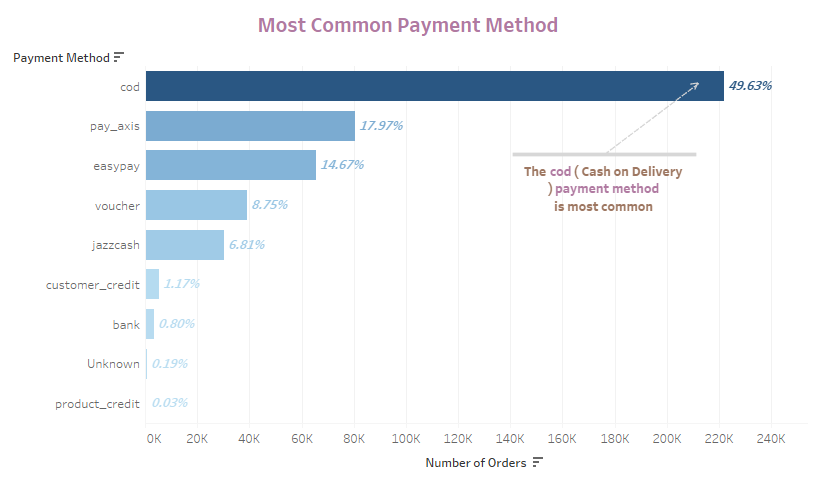 Most Common Payment Method
Payment Method
cod 49.63%
pay_axis 17.97%
easypay 14.67%
The cod ( Cash on Delivery
) payment method
is most common
voucher 8.75%
jazzcash 6.81%
customer_credit 1.17%
bank 0.80%
Unknown 0.19%
product_credit 0.03%
0K 20K 40K 60K 80K 100K 120K 140K 160K 180K 200K 220K 240K
Number of Orders